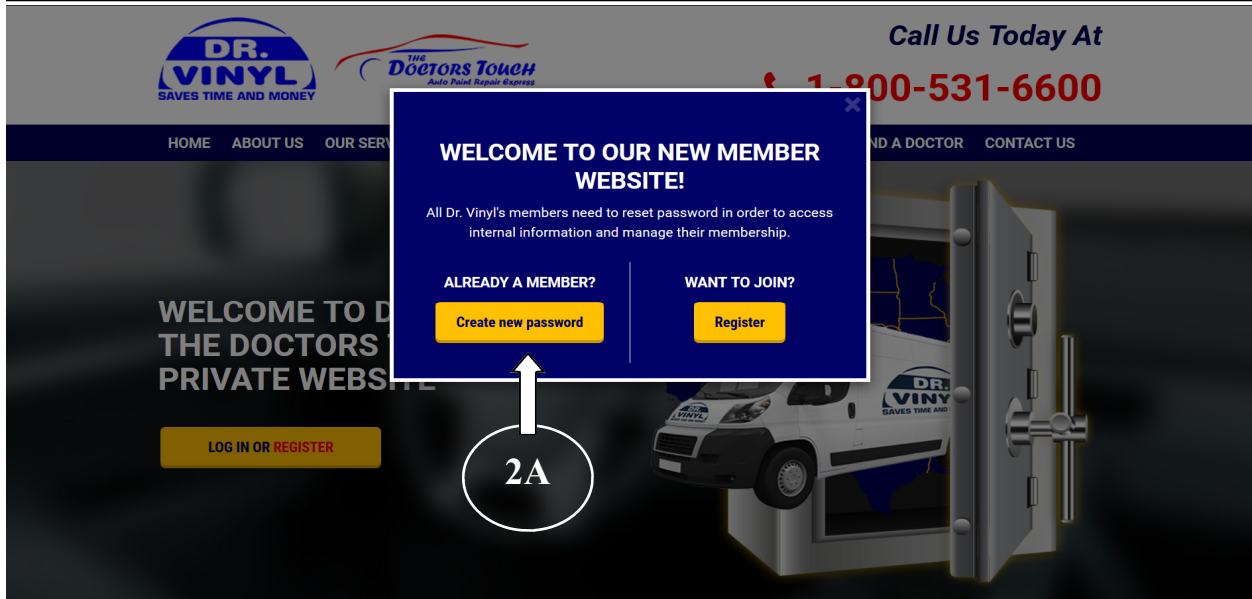 DR.
VINYL
SAVES TIME AND MONEY
THE
DOCTORS TOUCH
Auto Paint Repair Express
Call Us Today At
1-800-531-6600
HOME ABOUT US OUR SERV ND A DOCTOR CONTACT US
WELCOME TO OUR NEW MEMBER
WEBSITE!
All Dr. Vinyl's members need to reset password in order to access
internal information and manage their membership.
ALREADY A MEMBER? WANT TO JOIN?
Create new password Register
WELCOME TO D
THE DOCTORS
PRIVATE WEBSITE
LOG IN OR REGISTER
2A
DR.
VINYL
DR.
VINY
SAVES TIME AND